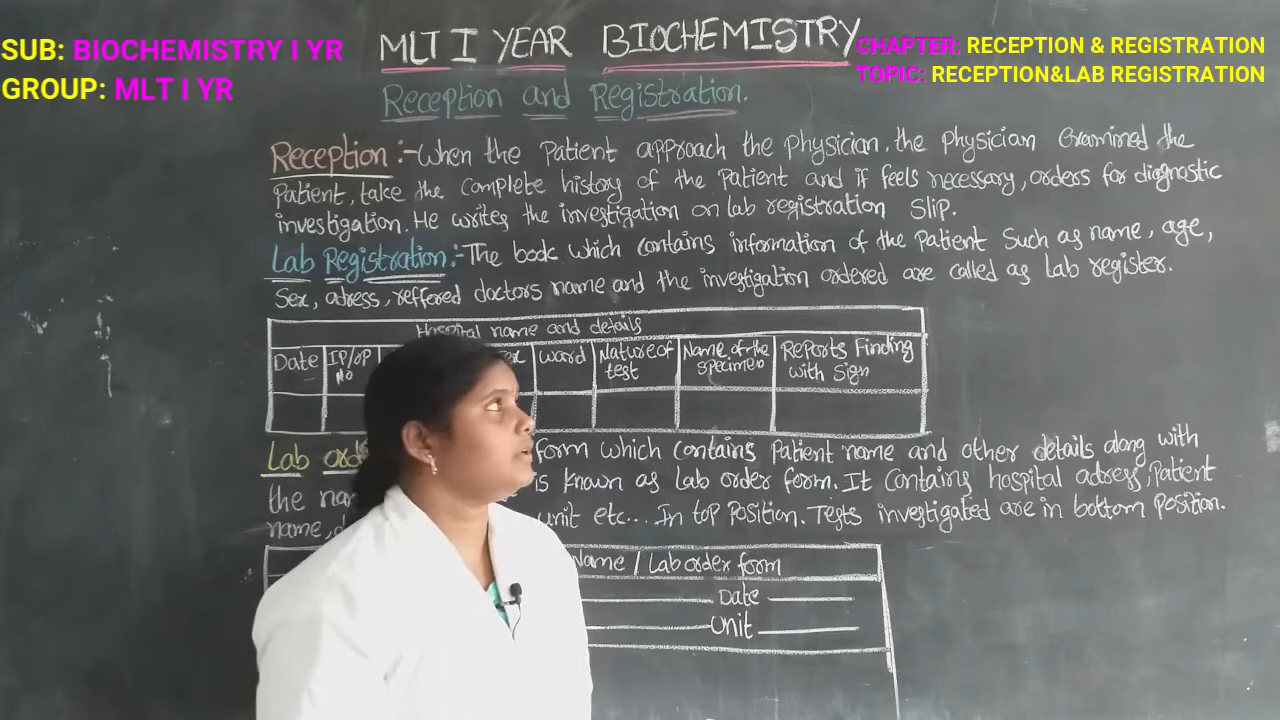 SUB: BIOCHEMISTRY I YR
GROUP: MLT I YR
CHAPTER: RECEPTION & REGISTRATION
TOPIC: RECEPTION&LAB REGISTRATION
MLT I YEAR BIOCHEMISTRY
Reception and Registration.
Reception :- When the Patient approach the physician. the physician examined the
Patient, take the complete history of the Patient and if feels necessary, orders for diagnostic
investigation. He writes the investigation on lab registration Slip.
Lab Registration:- The book which contains information of the Patient Such as name, age,
Sex, adress, reffered doctors name and the investigation ordered are called as Lab register.
Hospital name and details
Date IP/OP No ward Nature of test Name of the specimen Reports Finding with Sign
Lab form which contains Patient name and other details along with
the is known as Lab order form. It contains hospital adress, Patient
name, unit etc... In top Position. Tests investigated are in bottom Position.
Name / Lab order form
Date
Unit